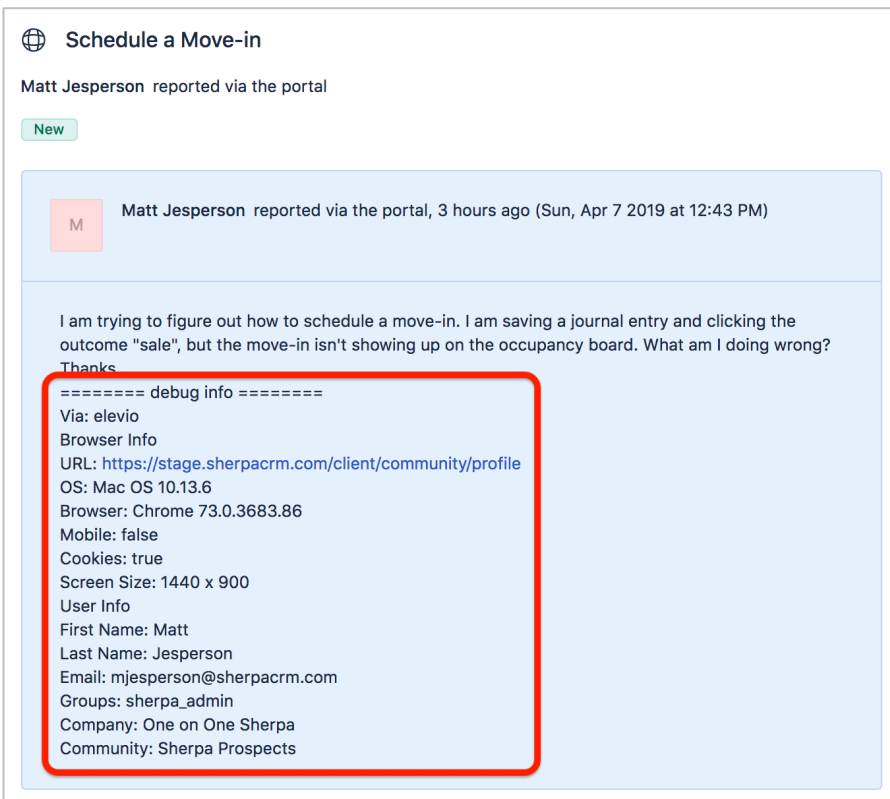 Schedule a Move-in
Matt Jesperson reported via the portal
New
M
Matt Jesperson reported via the portal, 3 hours ago (Sun, Apr 7 2019 at 12:43 PM)
I am trying to figure out how to schedule a move-in. I am saving a journal entry and clicking the
outcome "sale", but the move-in isn't showing up on the occupancy board. What am I doing wrong?
Thanks
======== debug info ========
Via: elevio
Browser Info
URL: https://stage.sherpacrm.com/client/community/profile
OS: Mac OS 10.13.6
Browser: Chrome 73.0.3683.86
Mobile: false
Cookies: true
Screen Size: 1440 x 900
User Info
First Name: Matt
Last Name: Jesperson
Email: mjesperson@sherpacrm.com
Groups: sherpa_admin
Company: One on One Sherpa
Community: Sherpa Prospects